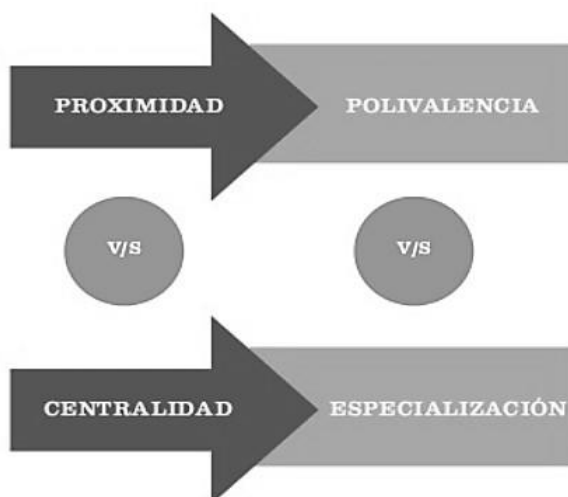 PROXIMIDAD POLIVALENCIA
V/S V/S
CENTRALIDAD ESPECIALIZACIÓN